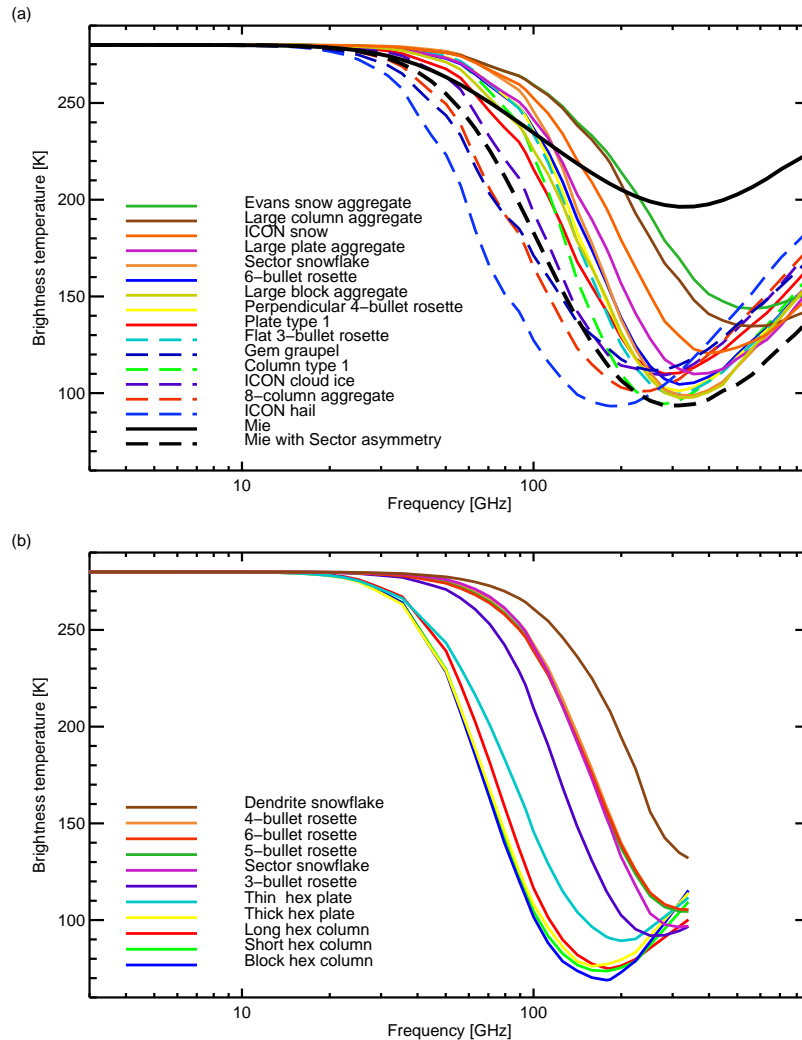 (a)
250
200
150
100
Brightness temperature [K]
Evans snow aggregate
Large column aggregate
ICON snow
Large plate aggregate
Sector snowflake
6−bullet rosette
Large block aggregate
Perpendicular 4−bullet rosette
Plate type 1
Flat 3−bullet rosette
Gem graupel
Column type 1
ICON cloud ice
8−column aggregate
ICON hail
Mie
Mie with Sector asymmetry
10
100
Frequency [GHz]
(b)
250
200
150
100
Brightness temperature [K]
Dendrite snowflake
4−bullet rosette
6−bullet rosette
5−bullet rosette
Sector snowflake
3−bullet rosette
Thin hex plate
Thick hex plate
Long hex column
Short hex column
Block hex column
10
100
Frequency [GHz]